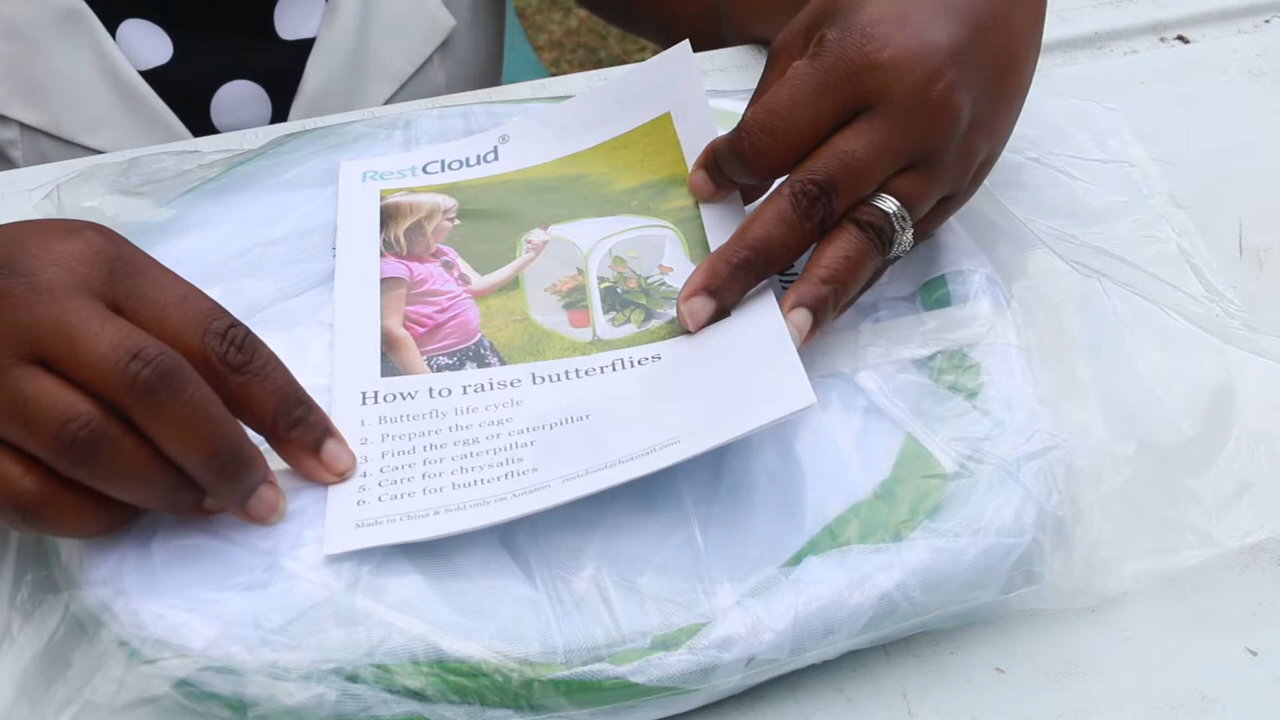 RestCloud®
How to raise butterflies
1. Butterfly life cycle
2. Prepare the cage
3. Find the egg or caterpillar
4. Care for caterpillar
5. Care for chrysalis
6. Care for butterflies
Made in China & Sold only on Amazon restcloud@hotmail.com